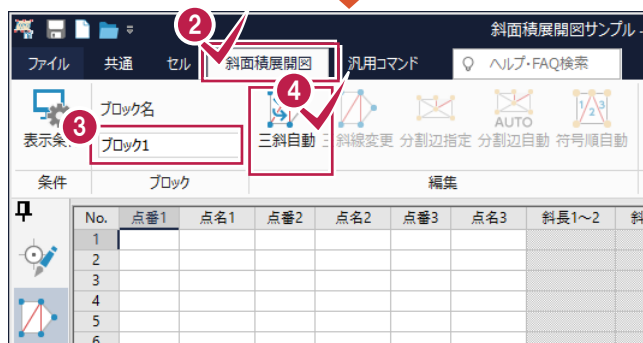 斜面積展開図サンプル -
2
ファイル 共通 セル 斜面積展開図 汎用コマンド ヘルプ・FAQ検索
4
3
ブロック名
AUTO 1 2 3
表示条 ブロック1 三斜自動 三斜線変更 分割辺指定 分割辺自動 符号順自動
条件 ブロック 編集
No. 点番1 点名1 点番2 点名2 点番3 点名3 斜長1~2 斜
1
2
3
4
5
6